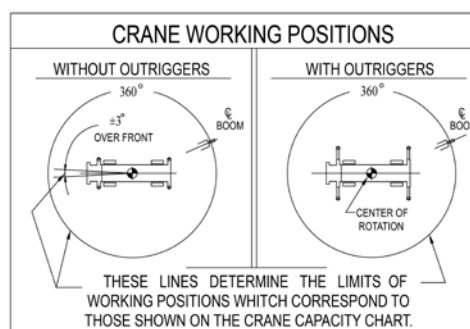 CRANE WORKING POSITIONS
WITHOUT OUTRIGGERS
360°
℄
BOOM
±3°
OVER FRONT
WITH OUTRIGGERS
360°
℄
BOOM
CENTER OF
ROTATION
THESE LINES DETERMINE THE LIMITS OF
WORKING POSITIONS WHITCH CORRESPOND TO
THOSE SHOWN ON THE CRANE CAPACITY CHART.